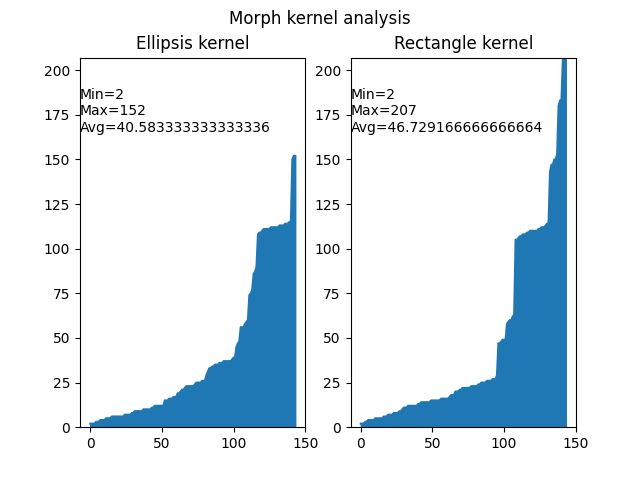 Morph kernel analysis
Ellipsis kernel
Rectangle kernel
200
175
150
125
100
75
50
25
0
Min=2
Max=152
Avg=40.583333333333336
0
50
100
150
200
175
150
125
100
75
50
25
0
Min=2
Max=207
Avg=46.729166666666664
0
50
100
150